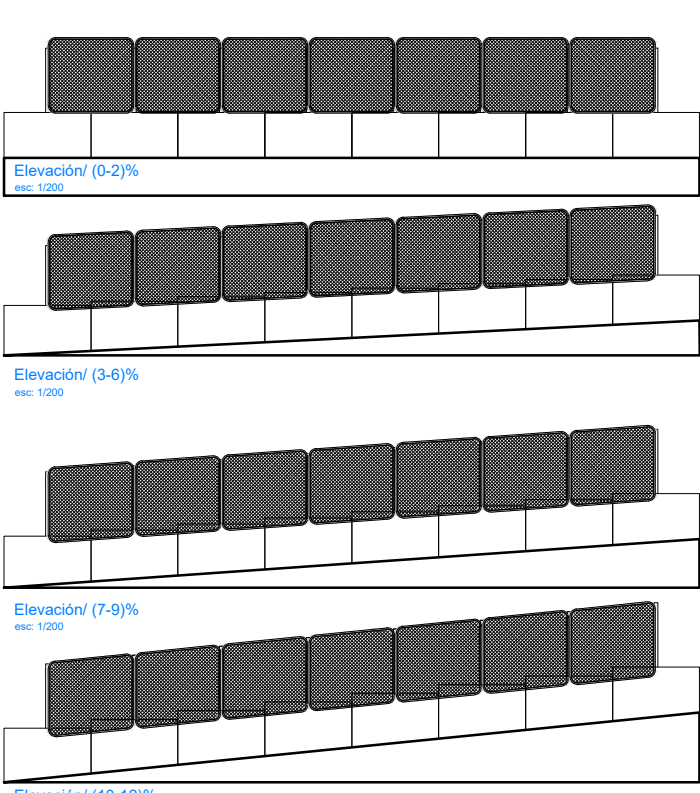 Elevación/ (0-2)%
esc: 1/200
Elevación/ (3-6)%
esc: 1/200
Elevación/ (7-9)%
esc: 1/200